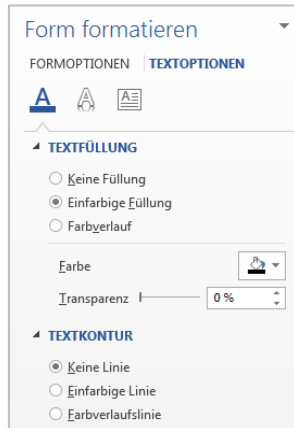 Form formatieren
FORMOPTIONEN TEXTOPTIONEN
A A A
TEXTFÜLLUNG
Keine Füllung
Einfarbige Füllung
Farbverlauf
Farbe
Transparenz 0 %
TEXTKONTUR
Keine Linie
Einfarbige Linie
Farbverlaufslinie